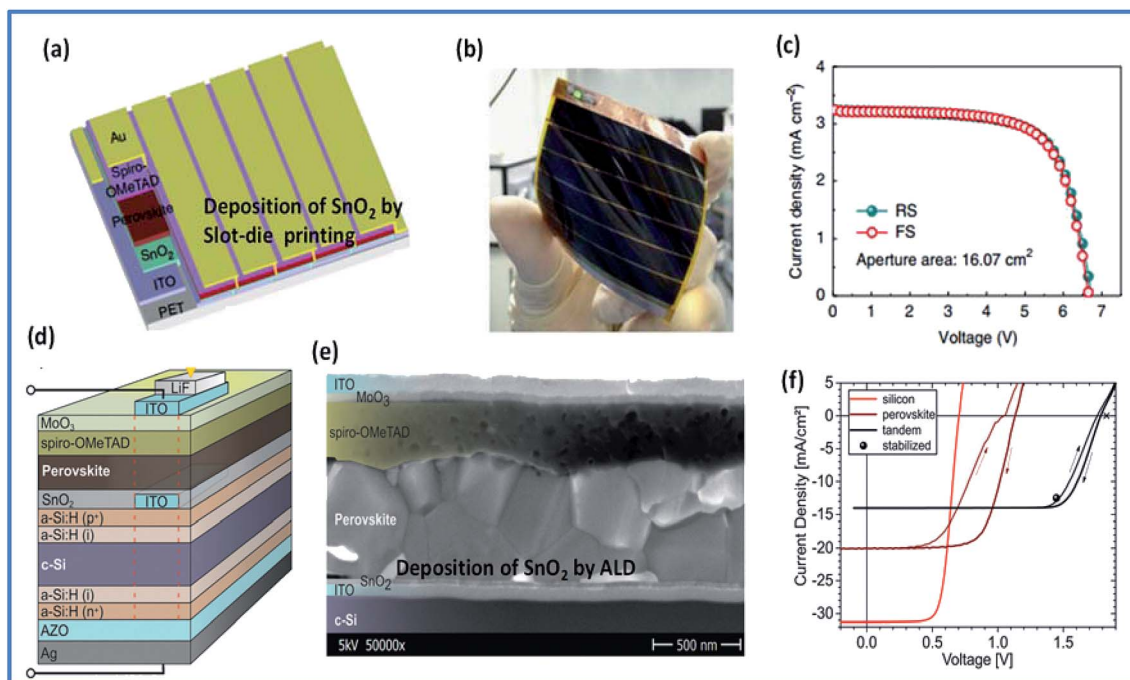 (a)
Au
Spiro-
OMeTAD
Perovskite
SnO₂
ITO
PET
Deposition of SnO₂ by
Slot-die printing
(b)
(c)
4
3
2
1
0
Current density (mA cm⁻²)
RS
FS
Aperture area: 16.07 cm²
0 1 2 3 4 5 6 7
Voltage (V)
(d)
LiF
ITO
MoO₃
spiro-OMeTAD
Perovskite
SnO₂
ITO
a-Si:H (p⁺)
a-Si:H (i)
c-Si
a-Si:H (i)
a-Si:H (n⁺)
AZO
Ag
(e)
ITO
MoO₃
spiro-OMeTAD
Perovskite
Deposition of SnO₂ by ALD
SnO₂
ITO
c-Si
5kV 50000x
500 nm
(f)
5
0
-5
-10
-15
-20
-25
-30
Current Density [mA/cm²]
silicon
perovskite
tandem
stabilized
0.0 0.5 1.0 1.5
Voltage [V]